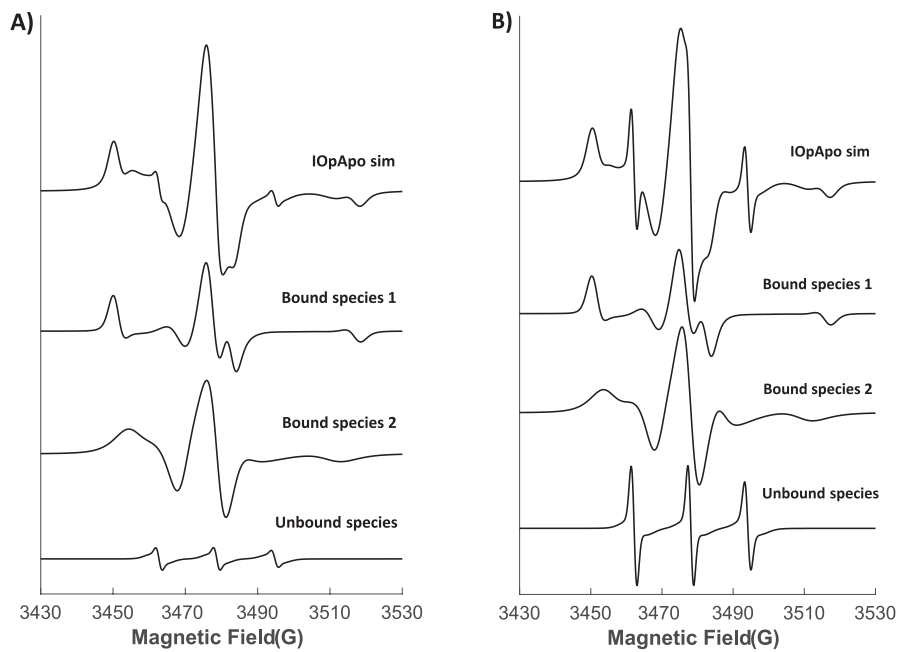 A)
IOpApo sim
Bound species 1
Bound species 2
Unbound species
3430 3450 3470 3490 3510 3530
Magnetic Field(G)
B)
IOpApo sim
Bound species 1
Bound species 2
Unbound species
3430 3450 3470 3490 3510 3530
Magnetic Field(G)